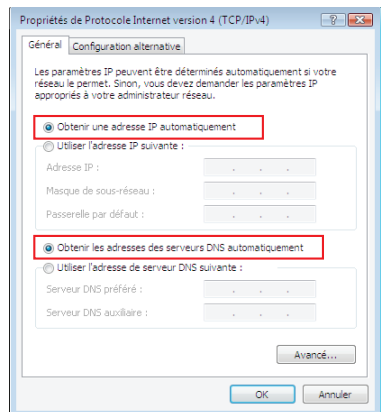 Propriétés de Protocole Internet version 4 (TCP/IPv4)
Général
Configuration alternative
Les paramètres IP peuvent être déterminés automatiquement si votre
réseau le permet. Sinon, vous devez demander les paramètres IP
appropriés à votre administrateur réseau.
Obtenir une adresse IP automatiquement
Utiliser l'adresse IP suivante :
Adresse IP :
Masque de sous-réseau :
Passerelle par défaut :
Obtenir les adresses des serveurs DNS automatiquement
Utiliser l'adresse de serveur DNS suivante :
Serveur DNS préféré :
Serveur DNS auxiliaire :
Avancé...
OK
Annuler